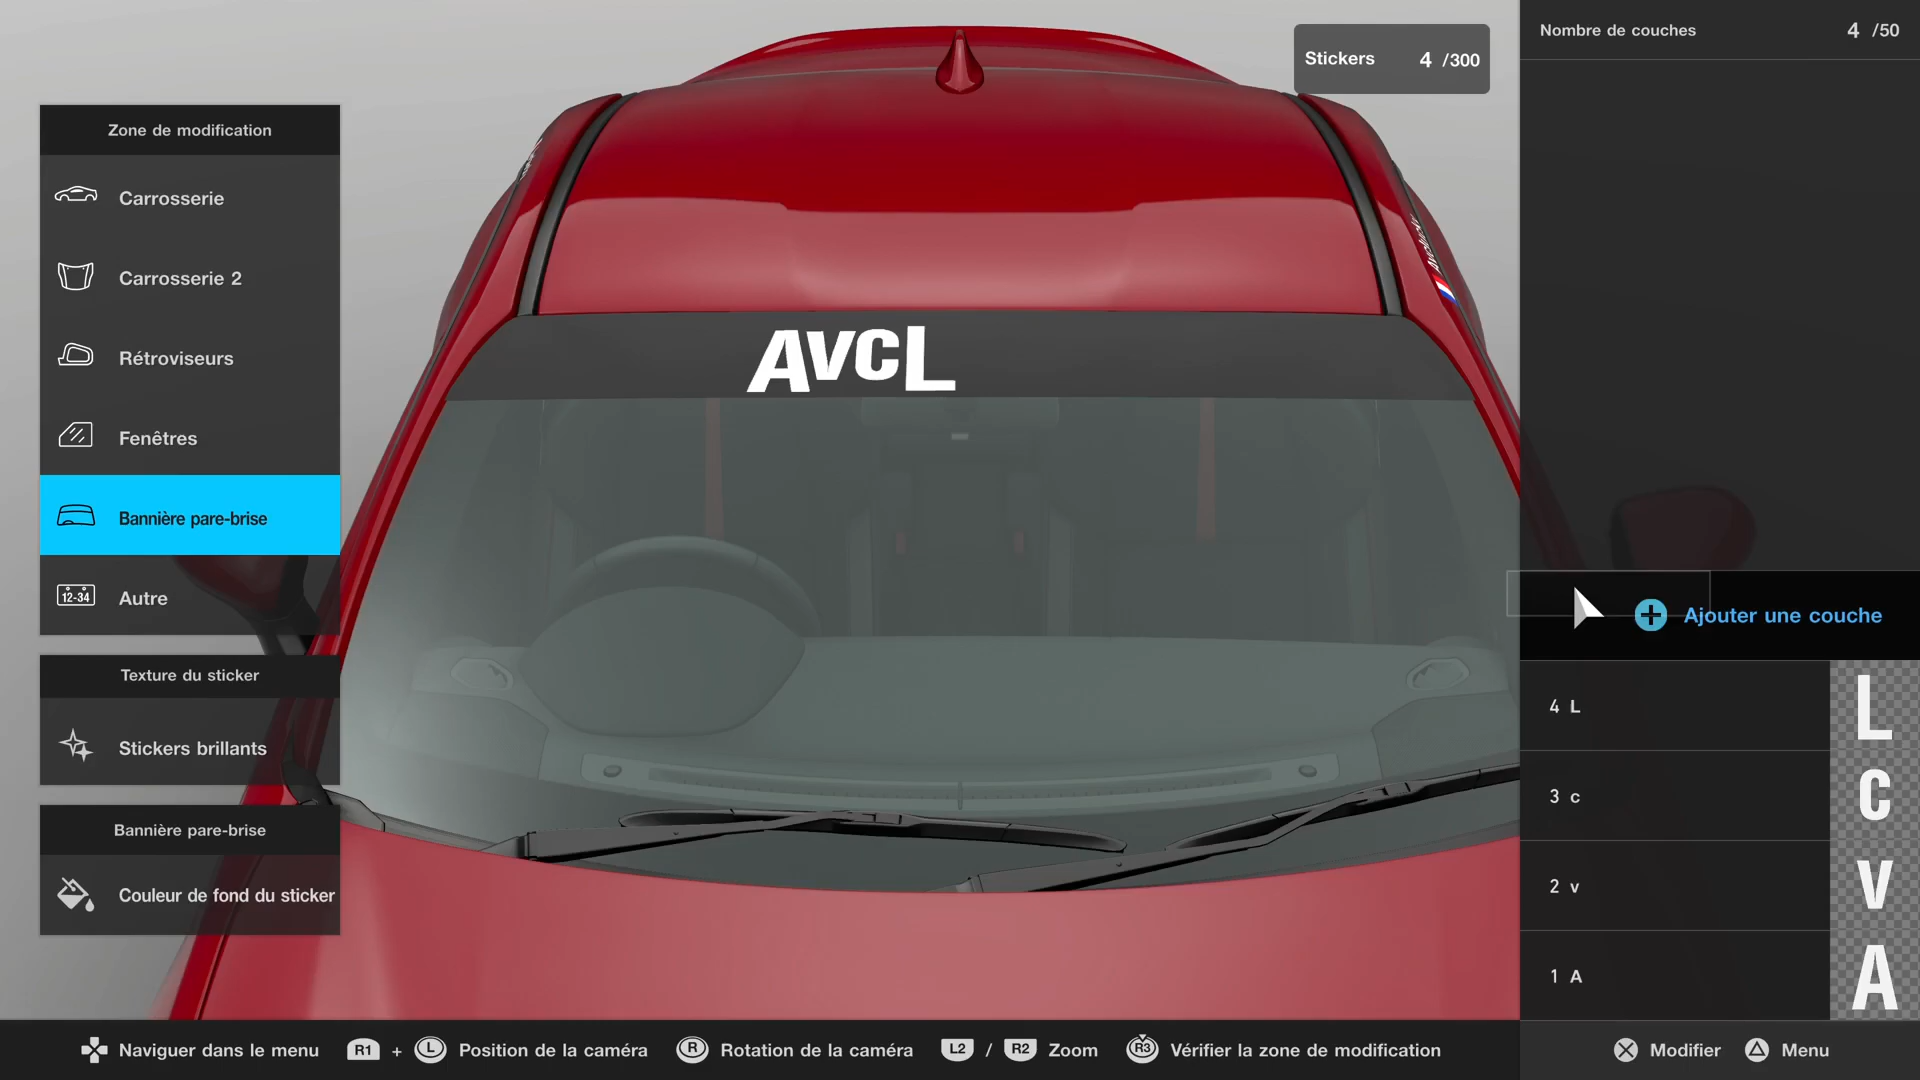 Nombre de couches 4 /50
Stickers 4 /300
Zone de modification
Carrosserie
Carrosserie 2
Rétroviseurs
Fenêtres
Bannière pare-brise
12-34 Autre
Texture du sticker
Stickers brillants
Bannière pare-brise
Couleur de fond du sticker
AVCL
Ajouter une couche
4 L L
3 c C
2 v V
1 A A
Naviguer dans le menu R1 + L Position de la caméra R Rotation de la caméra L2 / R2 Zoom R3 Vérifier la zone de modification Modifier Menu